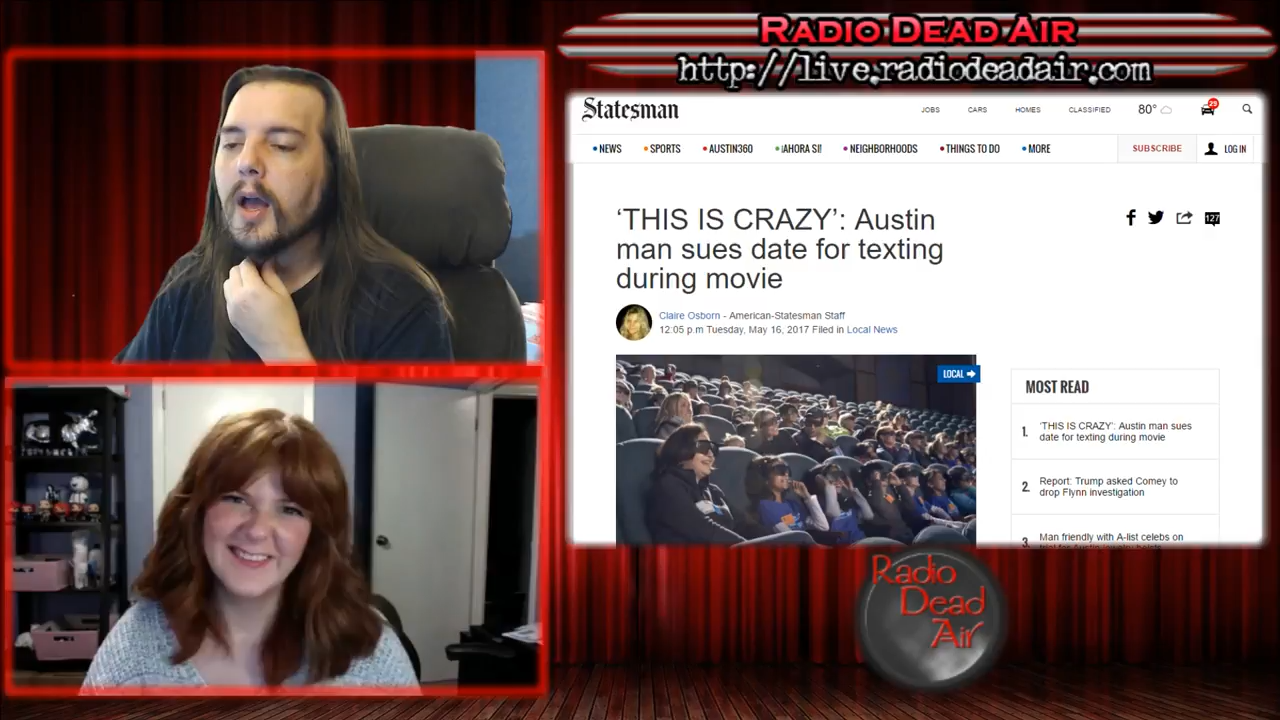 RADIO DEAD AIR
http://live.radiodeadair.com
Statesman
JOBS CARS HOMES CLASSIFIED 80° 29
NEWS SPORTS AUSTIN360 ¡AHORA SI! NEIGHBORHOODS THINGS TO DO MORE SUBSCRIBE LOG IN
‘THIS IS CRAZY’: Austin
man sues date for texting
during movie
127
Claire Osborn - American-Statesman Staff
12:05 p.m Tuesday, May 16, 2017 Filed in Local News
LOCAL
MOST READ
1. ‘THIS IS CRAZY’: Austin man sues
date for texting during movie
2. Report: Trump asked Comey to
drop Flynn investigation
3. Man friendly with A-list celebs on
Radio
Dead
Air